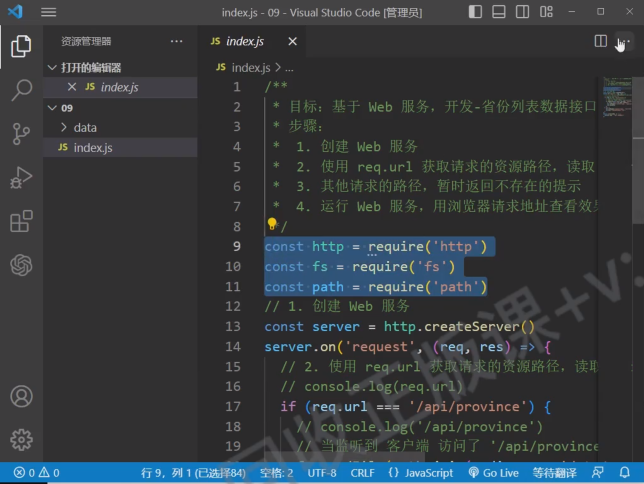 index.js - 09 - Visual Studio Code [管理员]
资源管理器
打开的编辑器
JS index.js
09
data
JS index.js
JS index.js
JS index.js > ...
1 /**
2 * 目标：基于 Web 服务，开发-省份列表数据接口
3 * 步骤：
4 * 1. 创建 Web 服务
5 * 2. 使用 req.url 获取请求的资源路径，读取
6 * 3. 其他请求的路径，暂时返回不存在的提示
7 * 4. 运行 Web 服务，用浏览器请求地址查看效果
8 */
9 const http = require('http')
10 const fs = require('fs')
11 const path = require('path')
12 // 1. 创建 Web 服务
13 const server = http.createServer()
14 server.on('request', (req, res) => {
15 // 2. 使用 req.url 获取请求的资源路径，读取
16 // console.log(req.url)
17 if (req.url === '/api/province') {
18 // console.log('/api/province')
19 // 当监听到 客户端 访问了 '/api/province
0 0
行 9，列 1 (已选择84)
空格: 2
UTF-8
CRLF
{} JavaScript
Go Live
等待翻译
正版课+v: